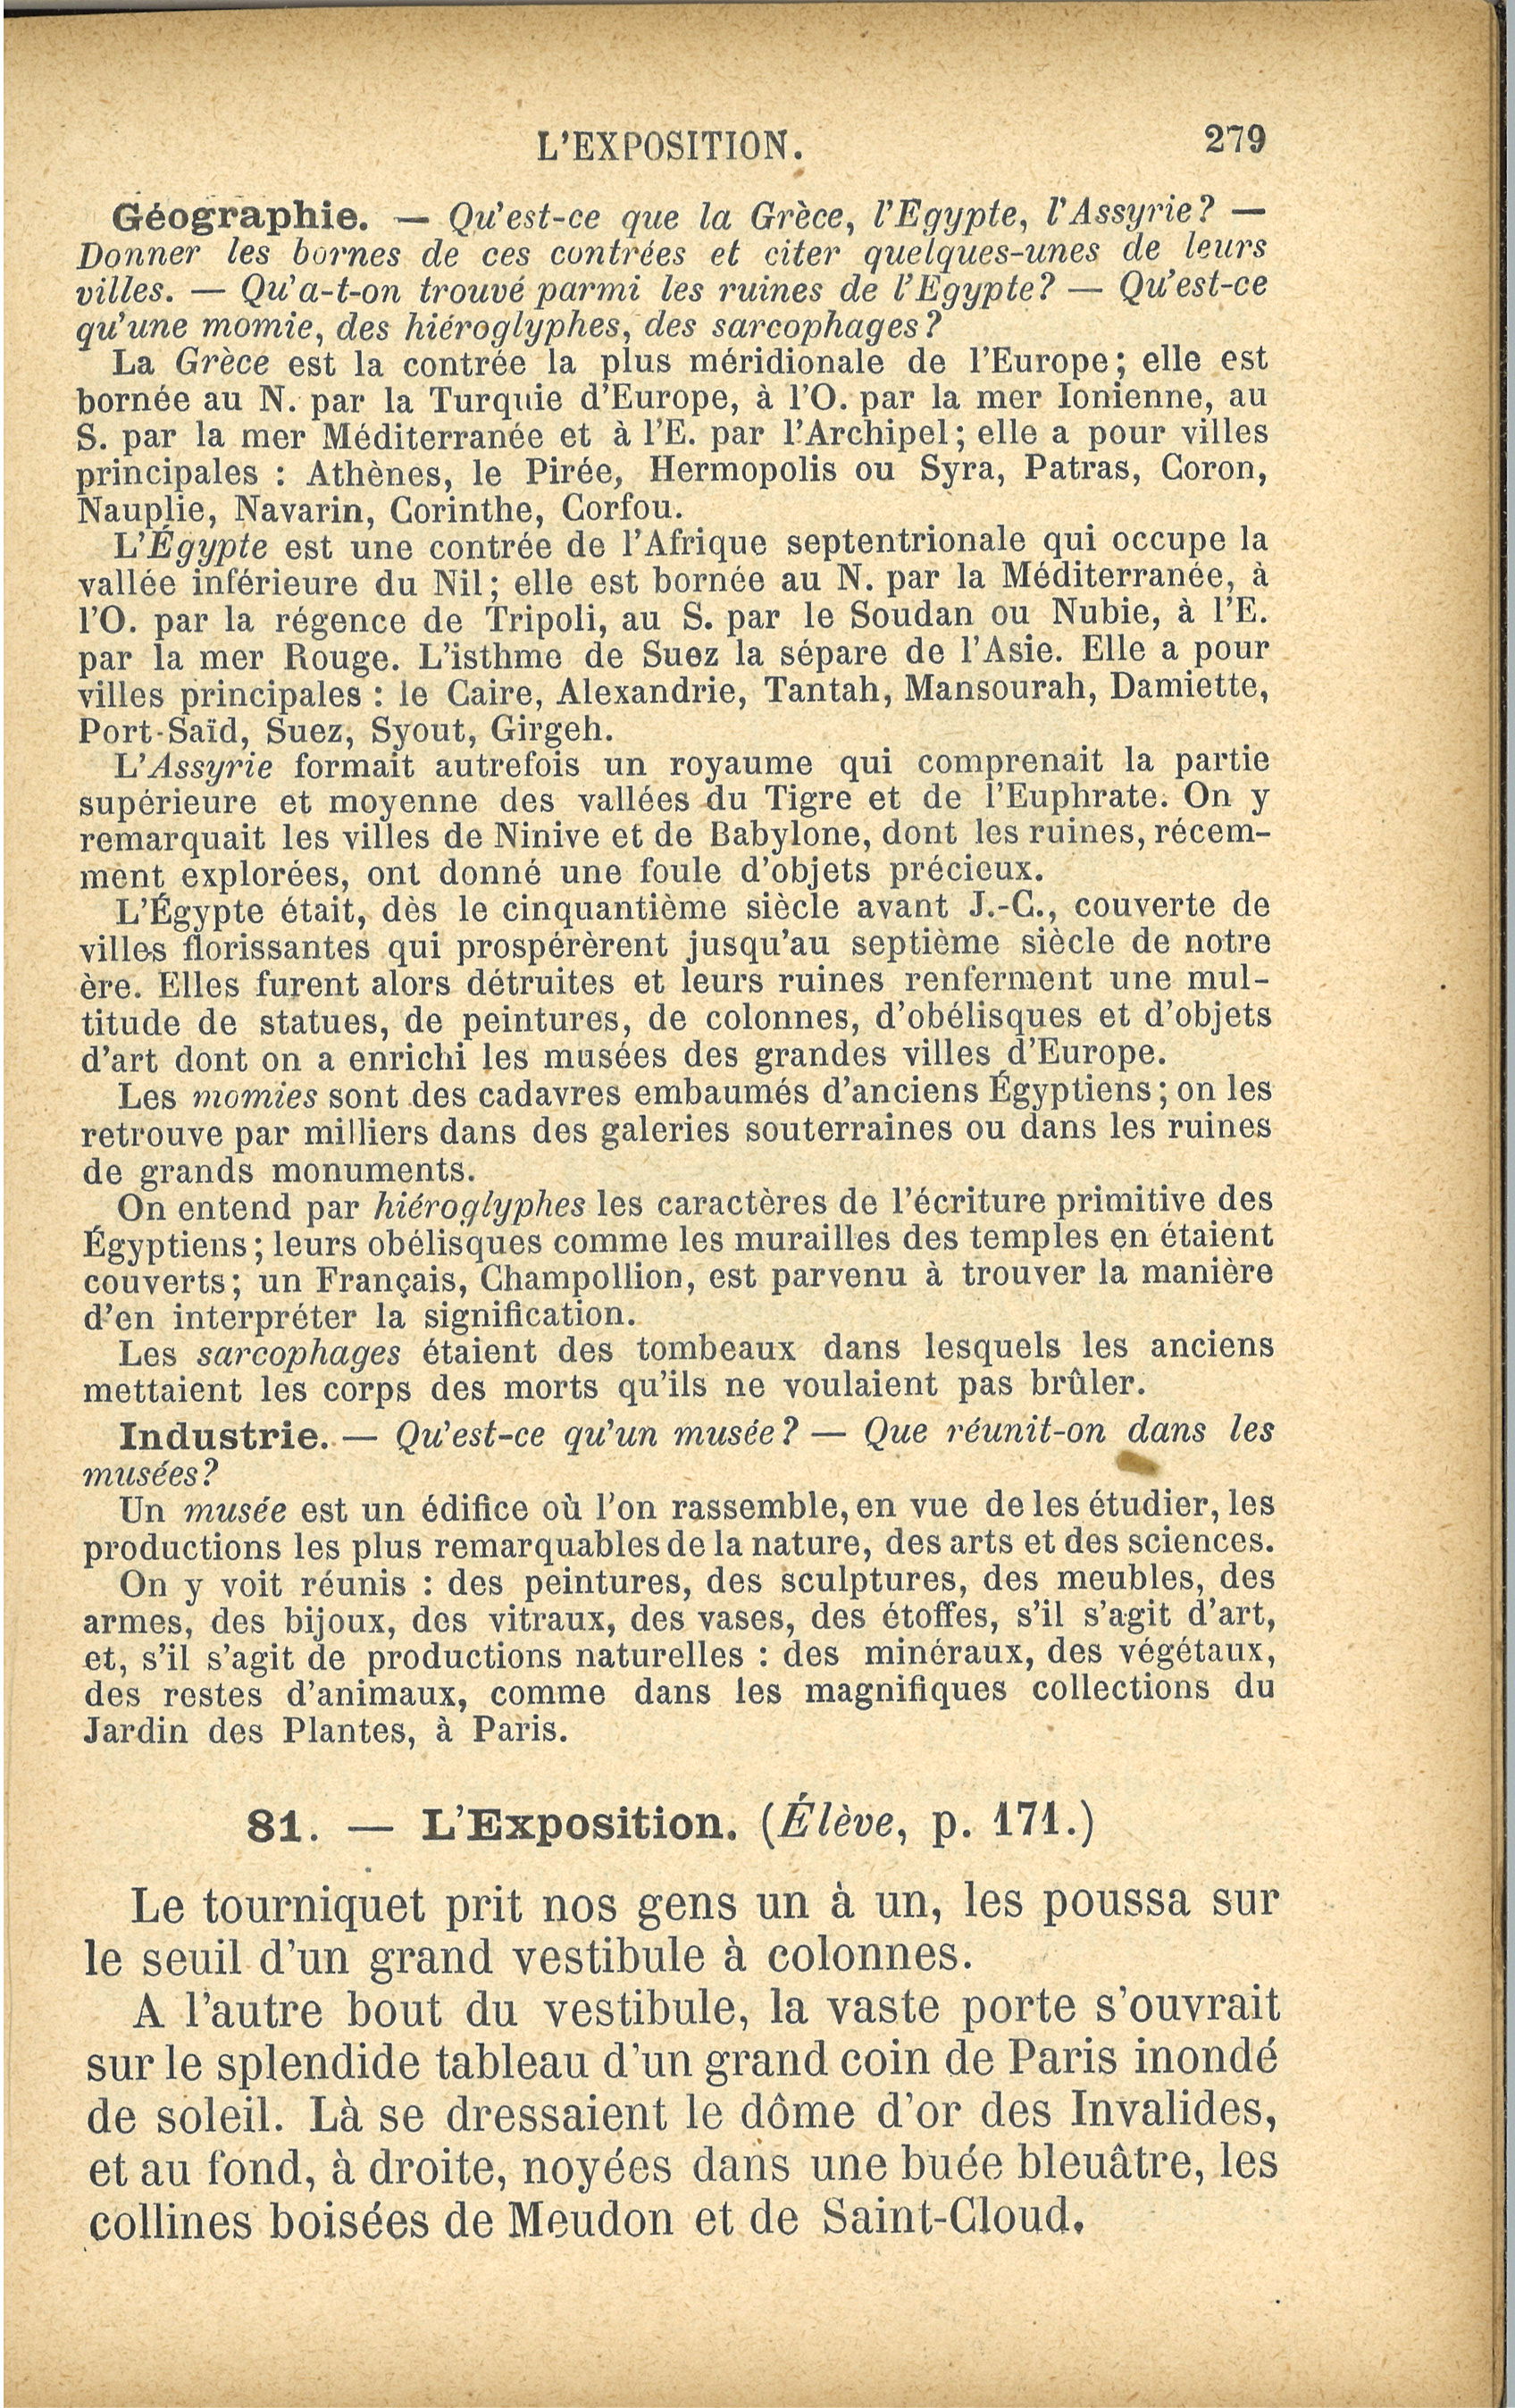 L'EXPOSITION. 279
Géographie. — Qu'est-ce que la Grèce, l'Egypte, l'Assyrie? —
Donner les bornes de ces contrées et citer quelques-unes de leurs
villes. — Qu'a-t-on trouvé parmi les ruines de l'Egypte? — Qu'est-ce
qu'une momie, des hiéroglyphes, des sarcophages?
La Grèce est la contrée la plus méridionale de l'Europe; elle est
bornée au N. par la Turquie d'Europe, à l'O. par la mer Ionienne, au
S. par la mer Méditerranée et à l'E. par l'Archipel; elle a pour villes
principales : Athènes, le Pirée, Hermopolis ou Syra, Patras, Coron,
Nauplie, Navarin, Corinthe, Corfou.
L'Égypte est une contrée de l'Afrique septentrionale qui occupe la
vallée inférieure du Nil; elle est bornée au N. par la Méditerranée, à
l'O. par la régence de Tripoli, au S. par le Soudan ou Nubie, à l'E.
par la mer Rouge. L'isthme de Suez la sépare de l'Asie. Elle a pour
villes principales : le Caire, Alexandrie, Tantah, Mansourah, Damiette,
Port-Saïd, Suez, Syout, Girgeh.
L'Assyrie formait autrefois un royaume qui comprenait la partie
supérieure et moyenne des vallées du Tigre et de l'Euphrate. On y
remarquait les villes de Ninive et de Babylone, dont les ruines, récem-
ment explorées, ont donné une foule d'objets précieux.
L'Égypte était, dès le cinquantième siècle avant J.-C., couverte de
villes florissantes qui prospérèrent jusqu'au septième siècle de notre
ère. Elles furent alors détruites et leurs ruines renferment une mul-
titude de statues, de peintures, de colonnes, d'obélisques et d'objets
d'art dont on a enrichi les musées des grandes villes d'Europe.
Les momies sont des cadavres embaumés d'anciens Égyptiens; on les
retrouve par milliers dans des galeries souterraines ou dans les ruines
de grands monuments.
On entend par hiéroglyphes les caractères de l'écriture primitive des
Égyptiens; leurs obélisques comme les murailles des temples en étaient
couverts; un Français, Champollion, est parvenu à trouver la manière
d'en interpréter la signification.
Les sarcophages étaient des tombeaux dans lesquels les anciens
mettaient les corps des morts qu'ils ne voulaient pas brûler.
Industrie. — Qu'est-ce qu'un musée? — Que réunit-on dans les
musées?
Un musée est un édifice où l'on rassemble, en vue de les étudier, les
productions les plus remarquables de la nature, des arts et des sciences.
On y voit réunis : des peintures, des sculptures, des meubles, des
armes, des bijoux, des vitraux, des vases, des étoffes, s'il s'agit d'art,
et, s'il s'agit de productions naturelles : des minéraux, des végétaux,
des restes d'animaux, comme dans les magnifiques collections du
Jardin des Plantes, à Paris.
81. — L'Exposition. (Élève, p. 171.)
Le tourniquet prit nos gens un à un, les poussa sur
le seuil d'un grand vestibule à colonnes.
A l'autre bout du vestibule, la vaste porte s'ouvrait
sur le splendide tableau d'un grand coin de Paris inondé
de soleil. Là se dressaient le dôme d'or des Invalides,
et au fond, à droite, noyées dans une buée bleuâtre, les
collines boisées de Meudon et de Saint-Cloud.